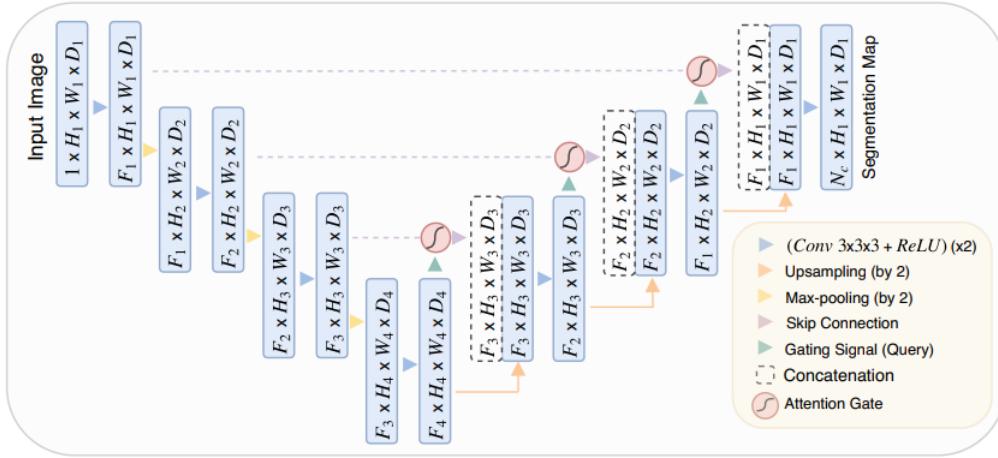 Input Image
1 x H₁ x W₁ x D₁
F₁ x H₁ x W₁ x D₁
F₁ x H₂ x W₂ x D₂
F₂ x H₂ x W₂ x D₂
F₂ x H₃ x W₃ x D₃
F₃ x H₃ x W₃ x D₃
F₃ x H₄ x W₄ x D₄
F₄ x H₄ x W₄ x D₄
F₃ x H₃ x W₃ x D₃
F₃ x H₃ x W₃ x D₃
F₂ x H₃ x W₃ x D₃
F₂ x H₂ x W₂ x D₂
F₂ x H₂ x W₂ x D₂
F₁ x H₂ x W₂ x D₂
F₁ x H₁ x W₁ x D₁
F₁ x H₁ x W₁ x D₁
N_c x H₁ x W₁ x D₁
Segmentation Map
(Conv 3x3x3 + ReLU) (x2)
Upsampling (by 2)
Max-pooling (by 2)
Skip Connection
Gating Signal (Query)
Concatenation
Attention Gate